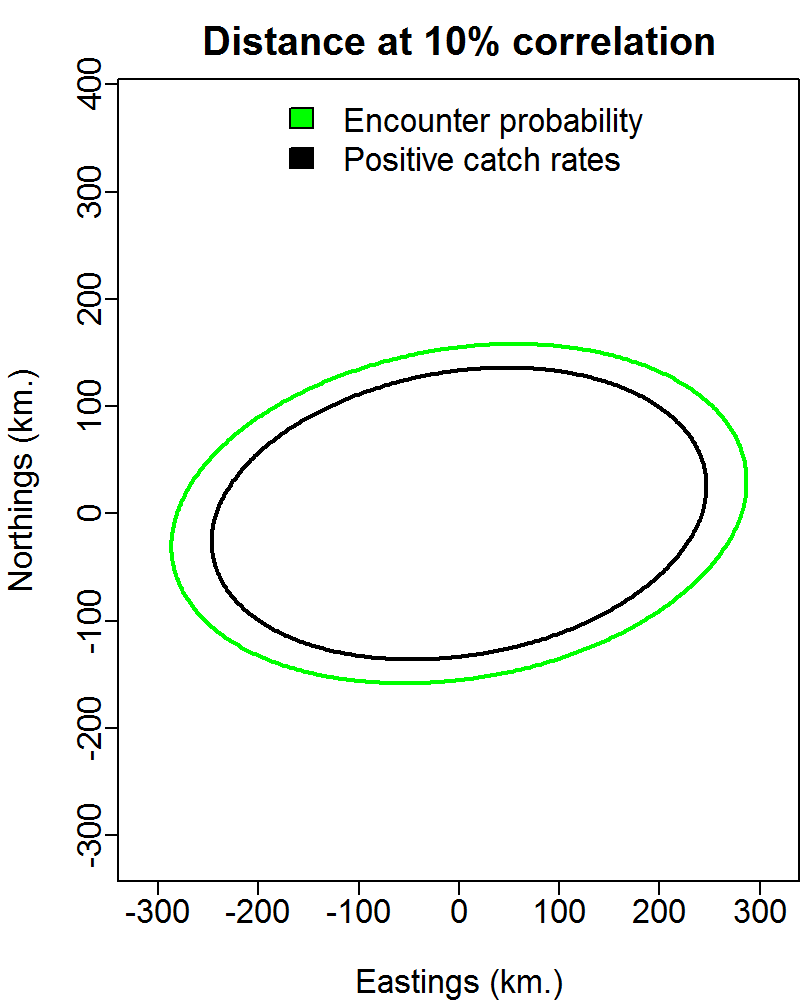 Distance at 10% correlation
Encounter probability
Positive catch rates
400
300
200
100
0
-100
-200
-300
Northings (km.)
-300 -200 -100 0 100 200 300
Eastings (km.)